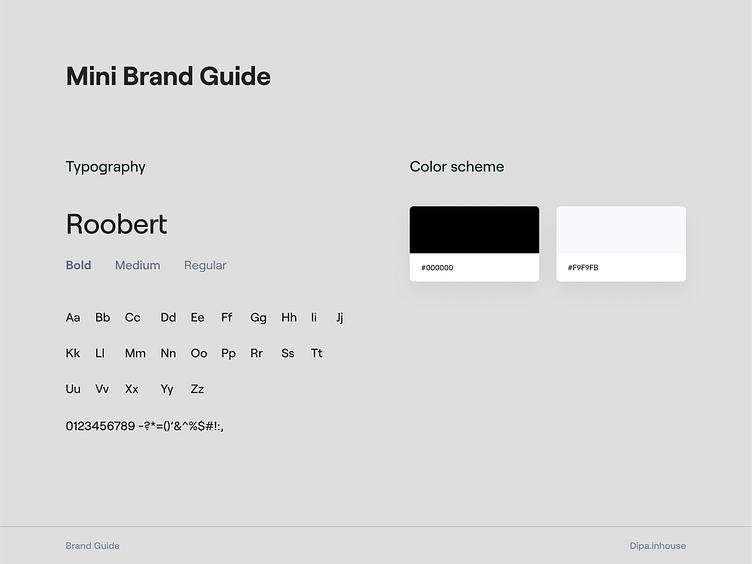 Mini Brand Guide
Typography
Roobert
Bold Medium Regular
Aa Bb Cc Dd Ee Ff Gg Hh Ii Jj
Kk Ll Mm Nn Oo Pp Rr Ss Tt
Uu Vv Xx Yy Zz
0123456789 -?*=()'&^%$#!:,
Color scheme
#000000
#F9F9FB
Brand Guide
Dipa.inhouse